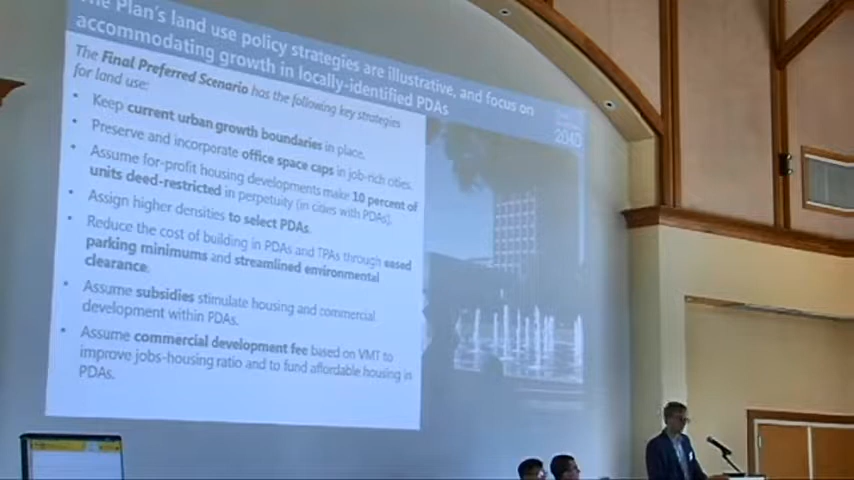 The Plan's land use policy strategies are illustrative, and focus on
accommodating growth in locally-identified PDAs
2040
The Final Preferred Scenario has the following key strategies
for land use:
• Keep current urban growth boundaries in place.
• Preserve and incorporate office space caps in job-rich cities.
• Assume for-profit housing developments make 10 percent of
units deed-restricted in perpetuity (in cities with PDAs).
• Assign higher densities to select PDAs.
• Reduce the cost of building in PDAs and TPAs through eased
parking minimums and streamlined environmental
clearance.
• Assume subsidies stimulate housing and commercial
development within PDAs.
• Assume commercial development fee based on VMT to
improve jobs-housing ratio and to fund affordable housing in
PDAs.